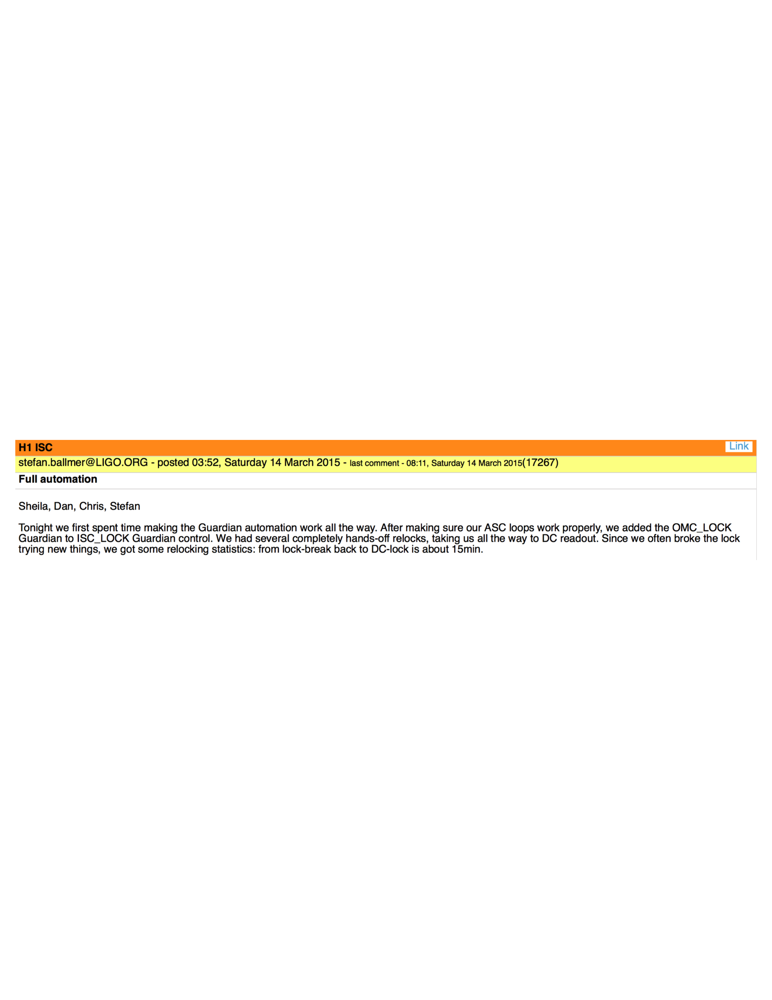 H1 ISC
Link
stefan.ballmer@LIGO.ORG - posted 03:52, Saturday 14 March 2015 - last comment - 08:11, Saturday 14 March 2015(17267)
Full automation
Sheila, Dan, Chris, Stefan
Tonight we first spent time making the Guardian automation work all the way. After making sure our ASC loops work properly, we added the OMC_LOCK
Guardian to ISC_LOCK Guardian control. We had several completely hands-off relocks, taking us all the way to DC readout. Since we often broke the lock
trying new things, we got some relocking statistics: from lock-break back to DC-lock is about 15min.